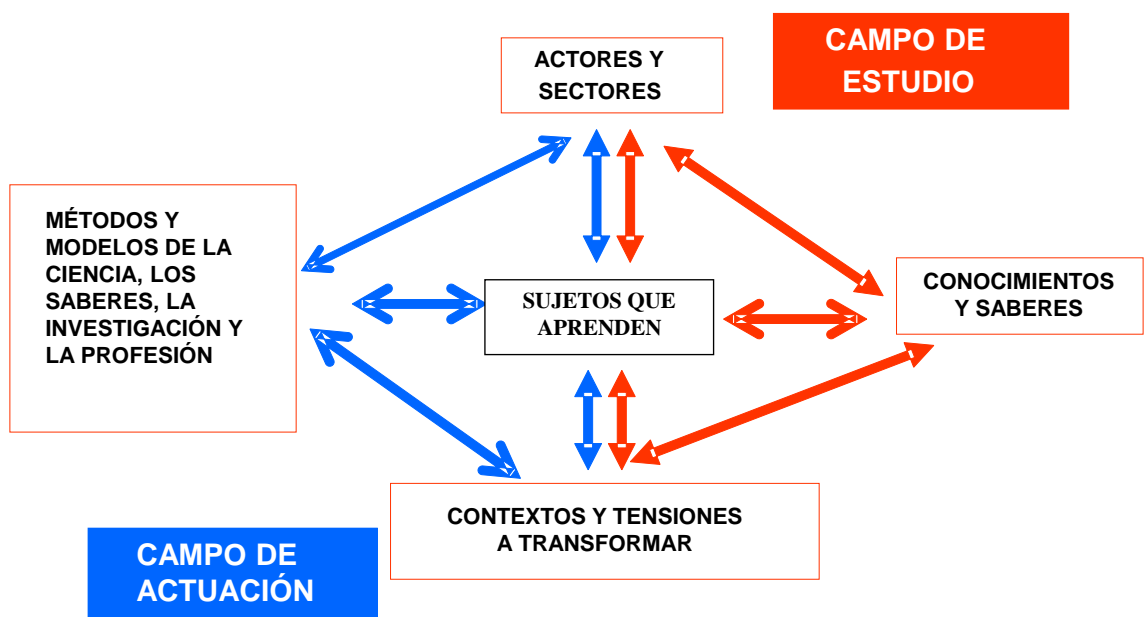 ACTORES Y
SECTORES
CAMPO DE
ESTUDIO
MÉTODOS Y
MODELOS DE LA
CIENCIA, LOS
SABERES, LA
INVESTIGACIÓN Y
LA PROFESIÓN
SUJETOS QUE
APRENDEN
CONOCIMIENTOS
Y SABERES
CONTEXTOS Y TENSIONES
A TRANSFORMAR
CAMPO DE
ACTUACIÓN